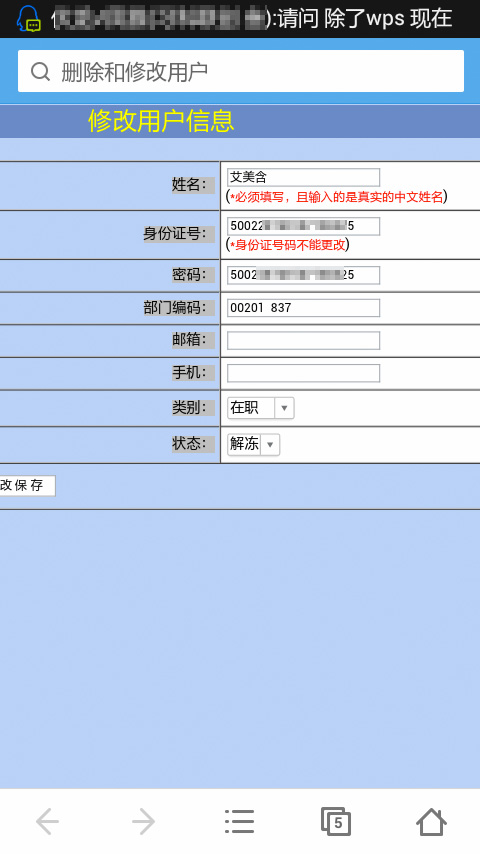 ):请问 除了wps 现在
删除和修改用户
修改用户信息
姓名: 艾美含
(*必须填写，且输入的是真实的中文姓名)
身份证号: 50022 5
(*身份证号码不能更改)
密码: 5002 25
部门编码: 00201 837
邮箱:
手机:
类别: 在职
状态: 解冻
改保存
5